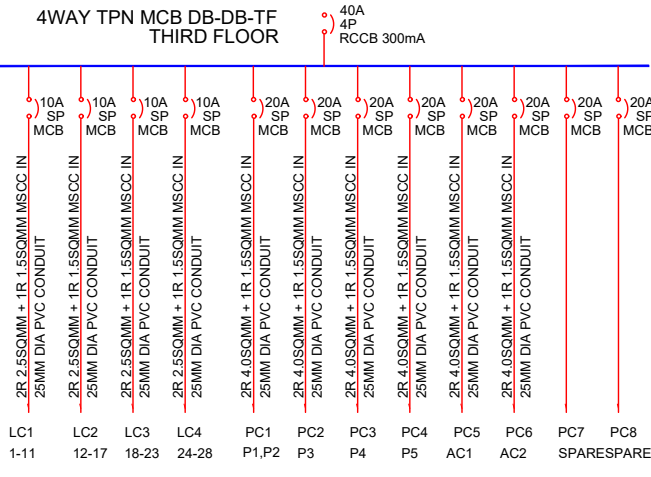 4WAY TPN MCB DB-DB-TF
THIRD FLOOR
40A
4P
RCCB 300mA
10A
SP
MCB
10A
SP
MCB
10A
SP
MCB
10A
SP
MCB
20A
SP
MCB
20A
SP
MCB
20A
SP
MCB
20A
SP
MCB
20A
SP
MCB
20A
SP
MCB
20A
SP
MCB
20A
SP
MCB
2R 2.5SQMM + 1R 1.5SQMM MSCC IN
25MM DIA PVC CONDUIT
2R 2.5SQMM + 1R 1.5SQMM MSCC IN
25MM DIA PVC CONDUIT
2R 2.5SQMM + 1R 1.5SQMM MSCC IN
25MM DIA PVC CONDUIT
2R 2.5SQMM + 1R 1.5SQMM MSCC IN
25MM DIA PVC CONDUIT
2R 4.0SQMM + 1R 1.5SQMM MSCC IN
25MM DIA PVC CONDUIT
2R 4.0SQMM + 1R 1.5SQMM MSCC IN
25MM DIA PVC CONDUIT
2R 4.0SQMM + 1R 1.5SQMM MSCC IN
25MM DIA PVC CONDUIT
2R 4.0SQMM + 1R 1.5SQMM MSCC IN
25MM DIA PVC CONDUIT
2R 4.0SQMM + 1R 1.5SQMM MSCC IN
25MM DIA PVC CONDUIT
2R 4.0SQMM + 1R 1.5SQMM MSCC IN
25MM DIA PVC CONDUIT
LC1 LC2 LC3 LC4 PC1 PC2 PC3 PC4 PC5 PC6 PC7 PC8
1-11 12-17 18-23 24-28 P1,P2 P3 P4 P5 AC1 AC2 SPARE SPARE